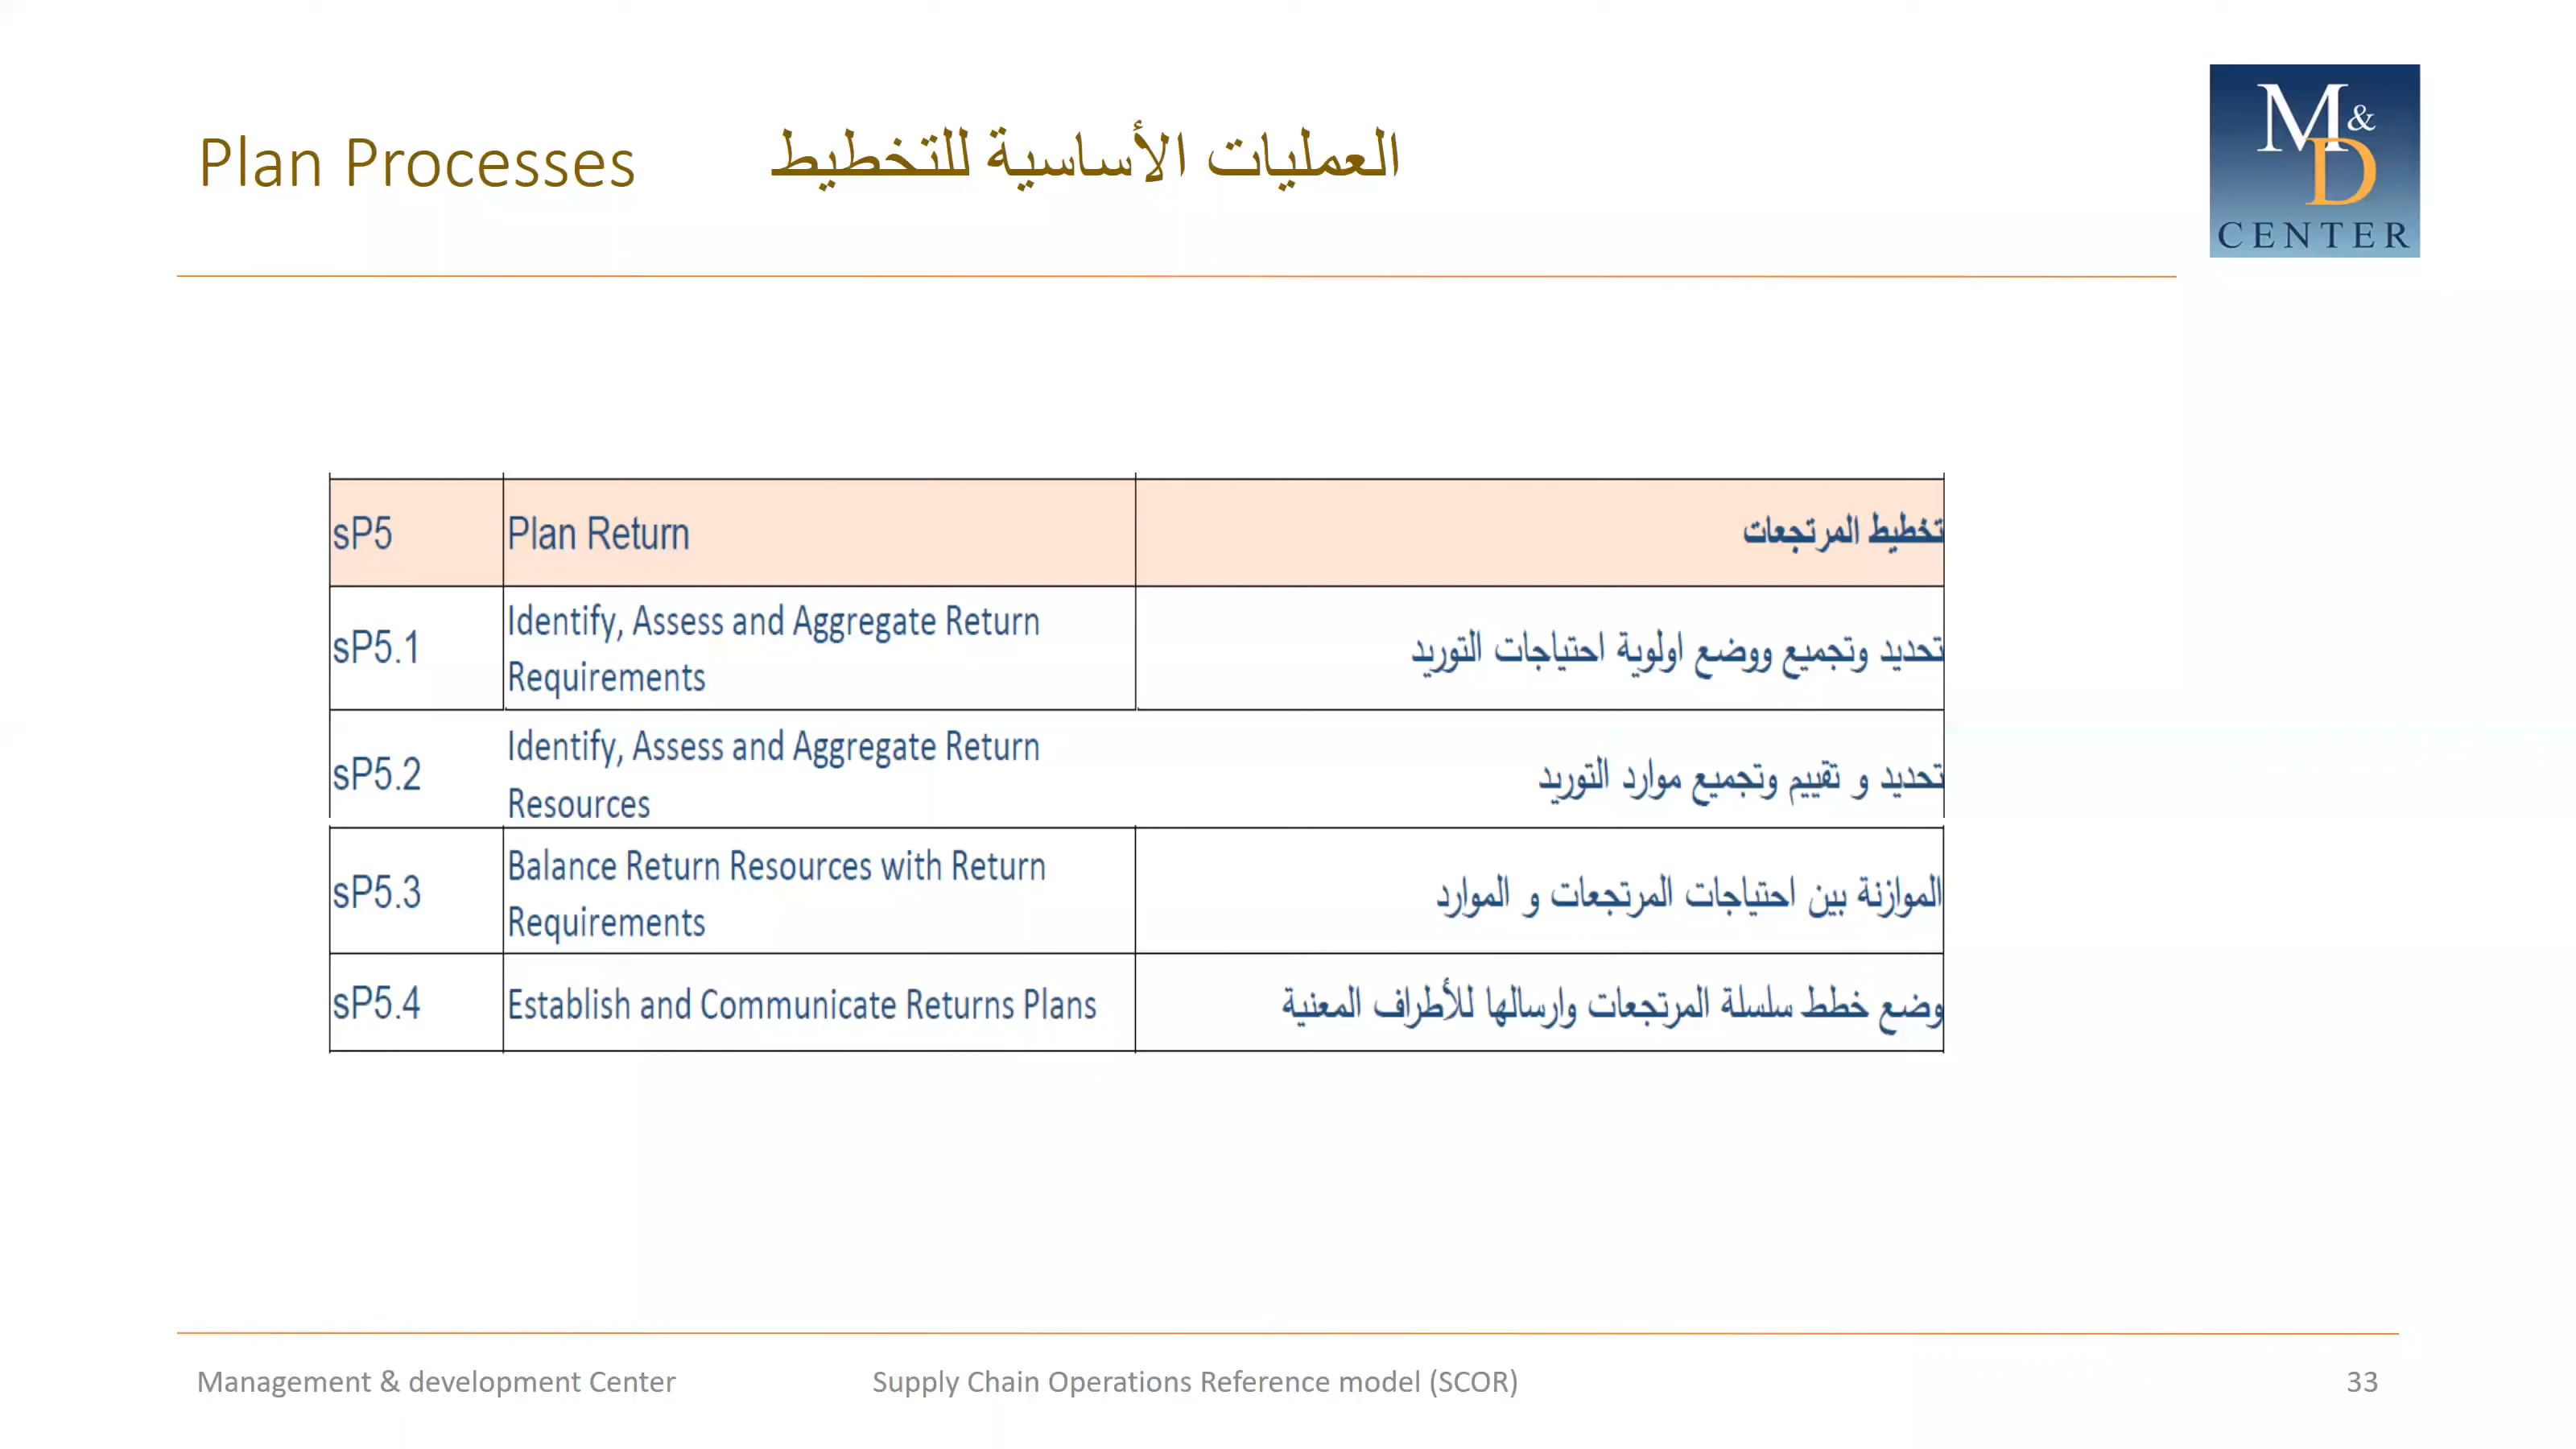 Plan Processes العمليات الأساسية للتخطيط
M&
D
CENTER
sP5 Plan Return تخطيط المرتجعات
sP5.1 Identify, Assess and Aggregate Return
Requirements تحديد وتجميع ووضع اولوية احتياجات التوريد
sP5.2 Identify, Assess and Aggregate Return
Resources تحديد و تقييم وتجميع موارد التوريد
sP5.3 Balance Return Resources with Return
Requirements الموازنة بين احتياجات المرتجعات و الموارد
sP5.4 Establish and Communicate Returns Plans وضع خطط سلسلة المرتجعات وارسالها للأطراف المعنية
Management & development Center Supply Chain Operations Reference model (SCOR) 33